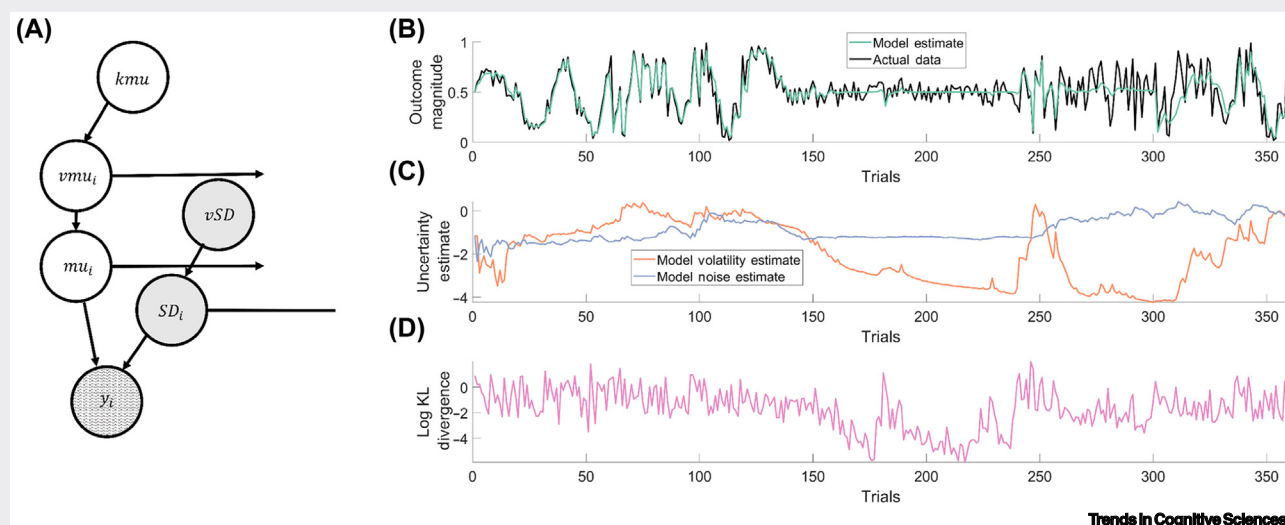 (A)
kmu
vmu_i
vSD
mu_i
SD_i
y_i
(B)
Outcome
magnitude
1
0.5
0
Model estimate
Actual data
0 50 100 150 200 250 300 350
Trials
(C)
Uncertainty
estimate
0
−2
−4
Model volatility estimate
Model noise estimate
0 50 100 150 200 250 300 350
Trials
(D)
Log KL
divergence
0
−2
−4
0 50 100 150 200 250 300 350
Trials
Trends in Cognitive Sciences